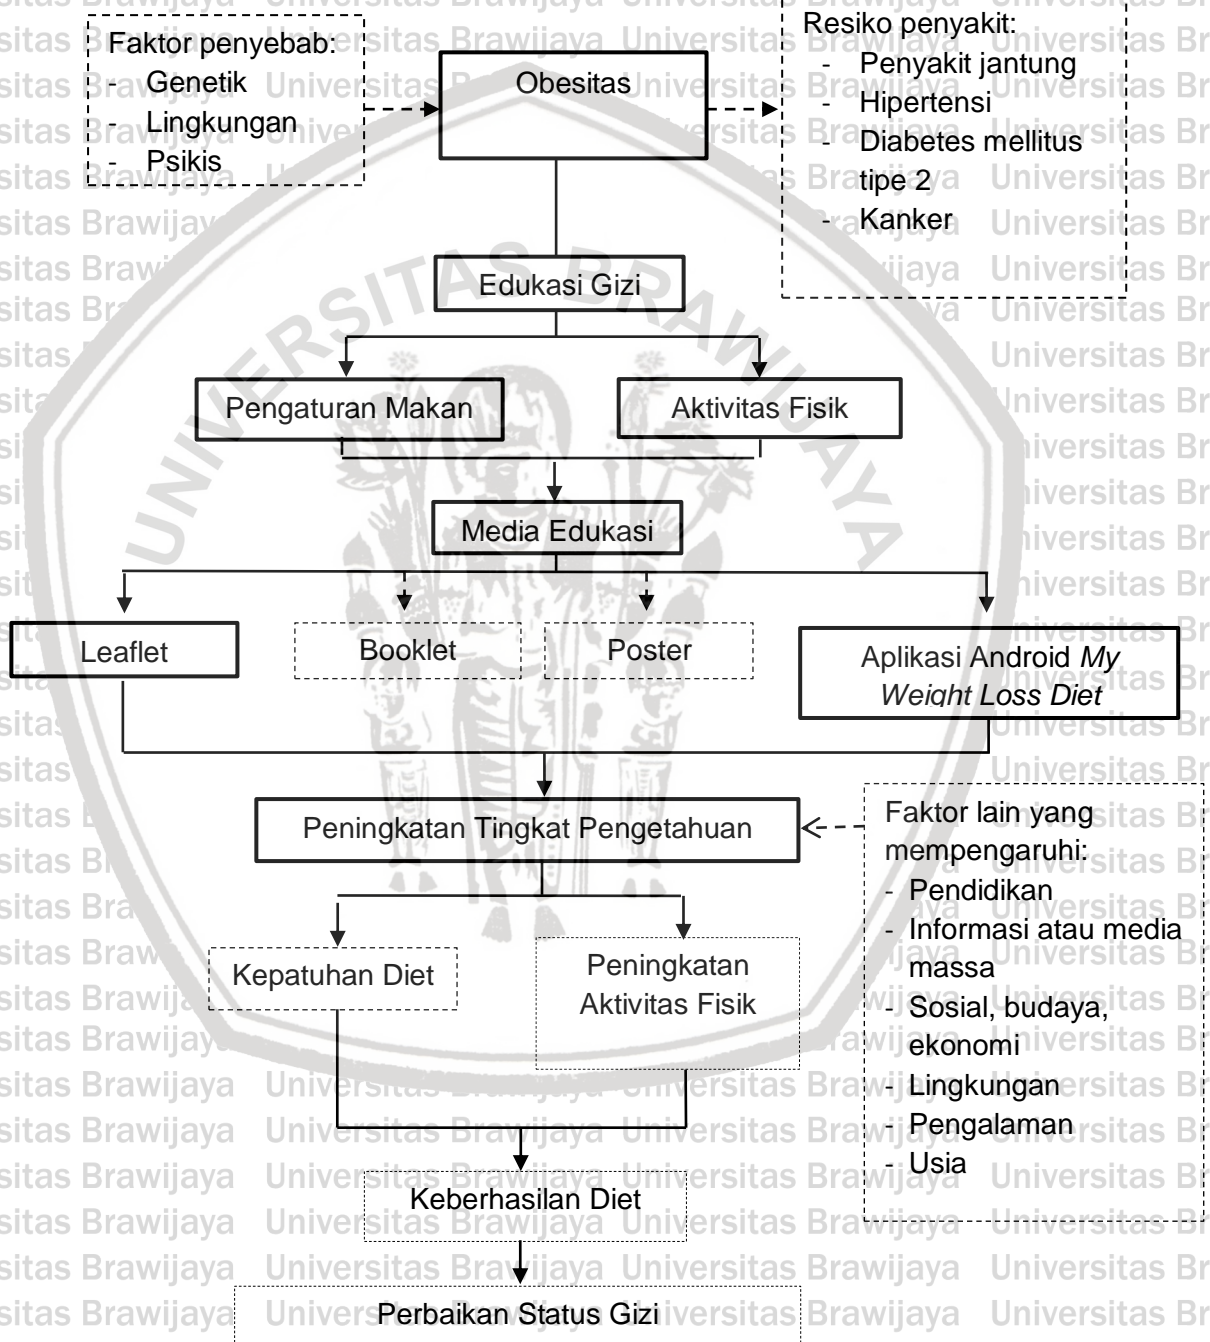 Faktor penyebab:
- Genetik
- Lingkungan
- Psikis
Obesitas
Resiko penyakit:
- Penyakit jantung
- Hipertensi
- Diabetes mellitus
tipe 2
- Kanker
Edukasi Gizi
Pengaturan Makan
Aktivitas Fisik
Media Edukasi
Leaflet
Booklet
Poster
Aplikasi Android My
Weight Loss Diet
Peningkatan Tingkat Pengetahuan
Faktor lain yang
mempengaruhi:
- Pendidikan
- Informasi atau media
massa
- Sosial, budaya,
ekonomi
- Lingkungan
- Pengalaman
- Usia
Kepatuhan Diet
Peningkatan
Aktivitas Fisik
Keberhasilan Diet
Perbaikan Status Gizi
UNIVERSITAS BRAWIJAYA